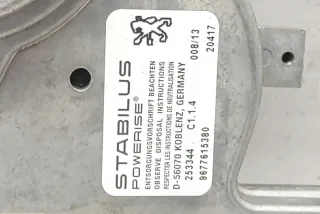 STABILUS
POWERISE®
ENTSORGUNGSVORSCHRIFT BEACHTEN
OBSERVE DISPOSAL INSTRUCTIONS
RESPECTER LES INSTRUCTIONS DE NEUTRALISATION
D-56070 KOBLENZ, GERMANY
253344 C1.1.4 008/13
9677615380 20417